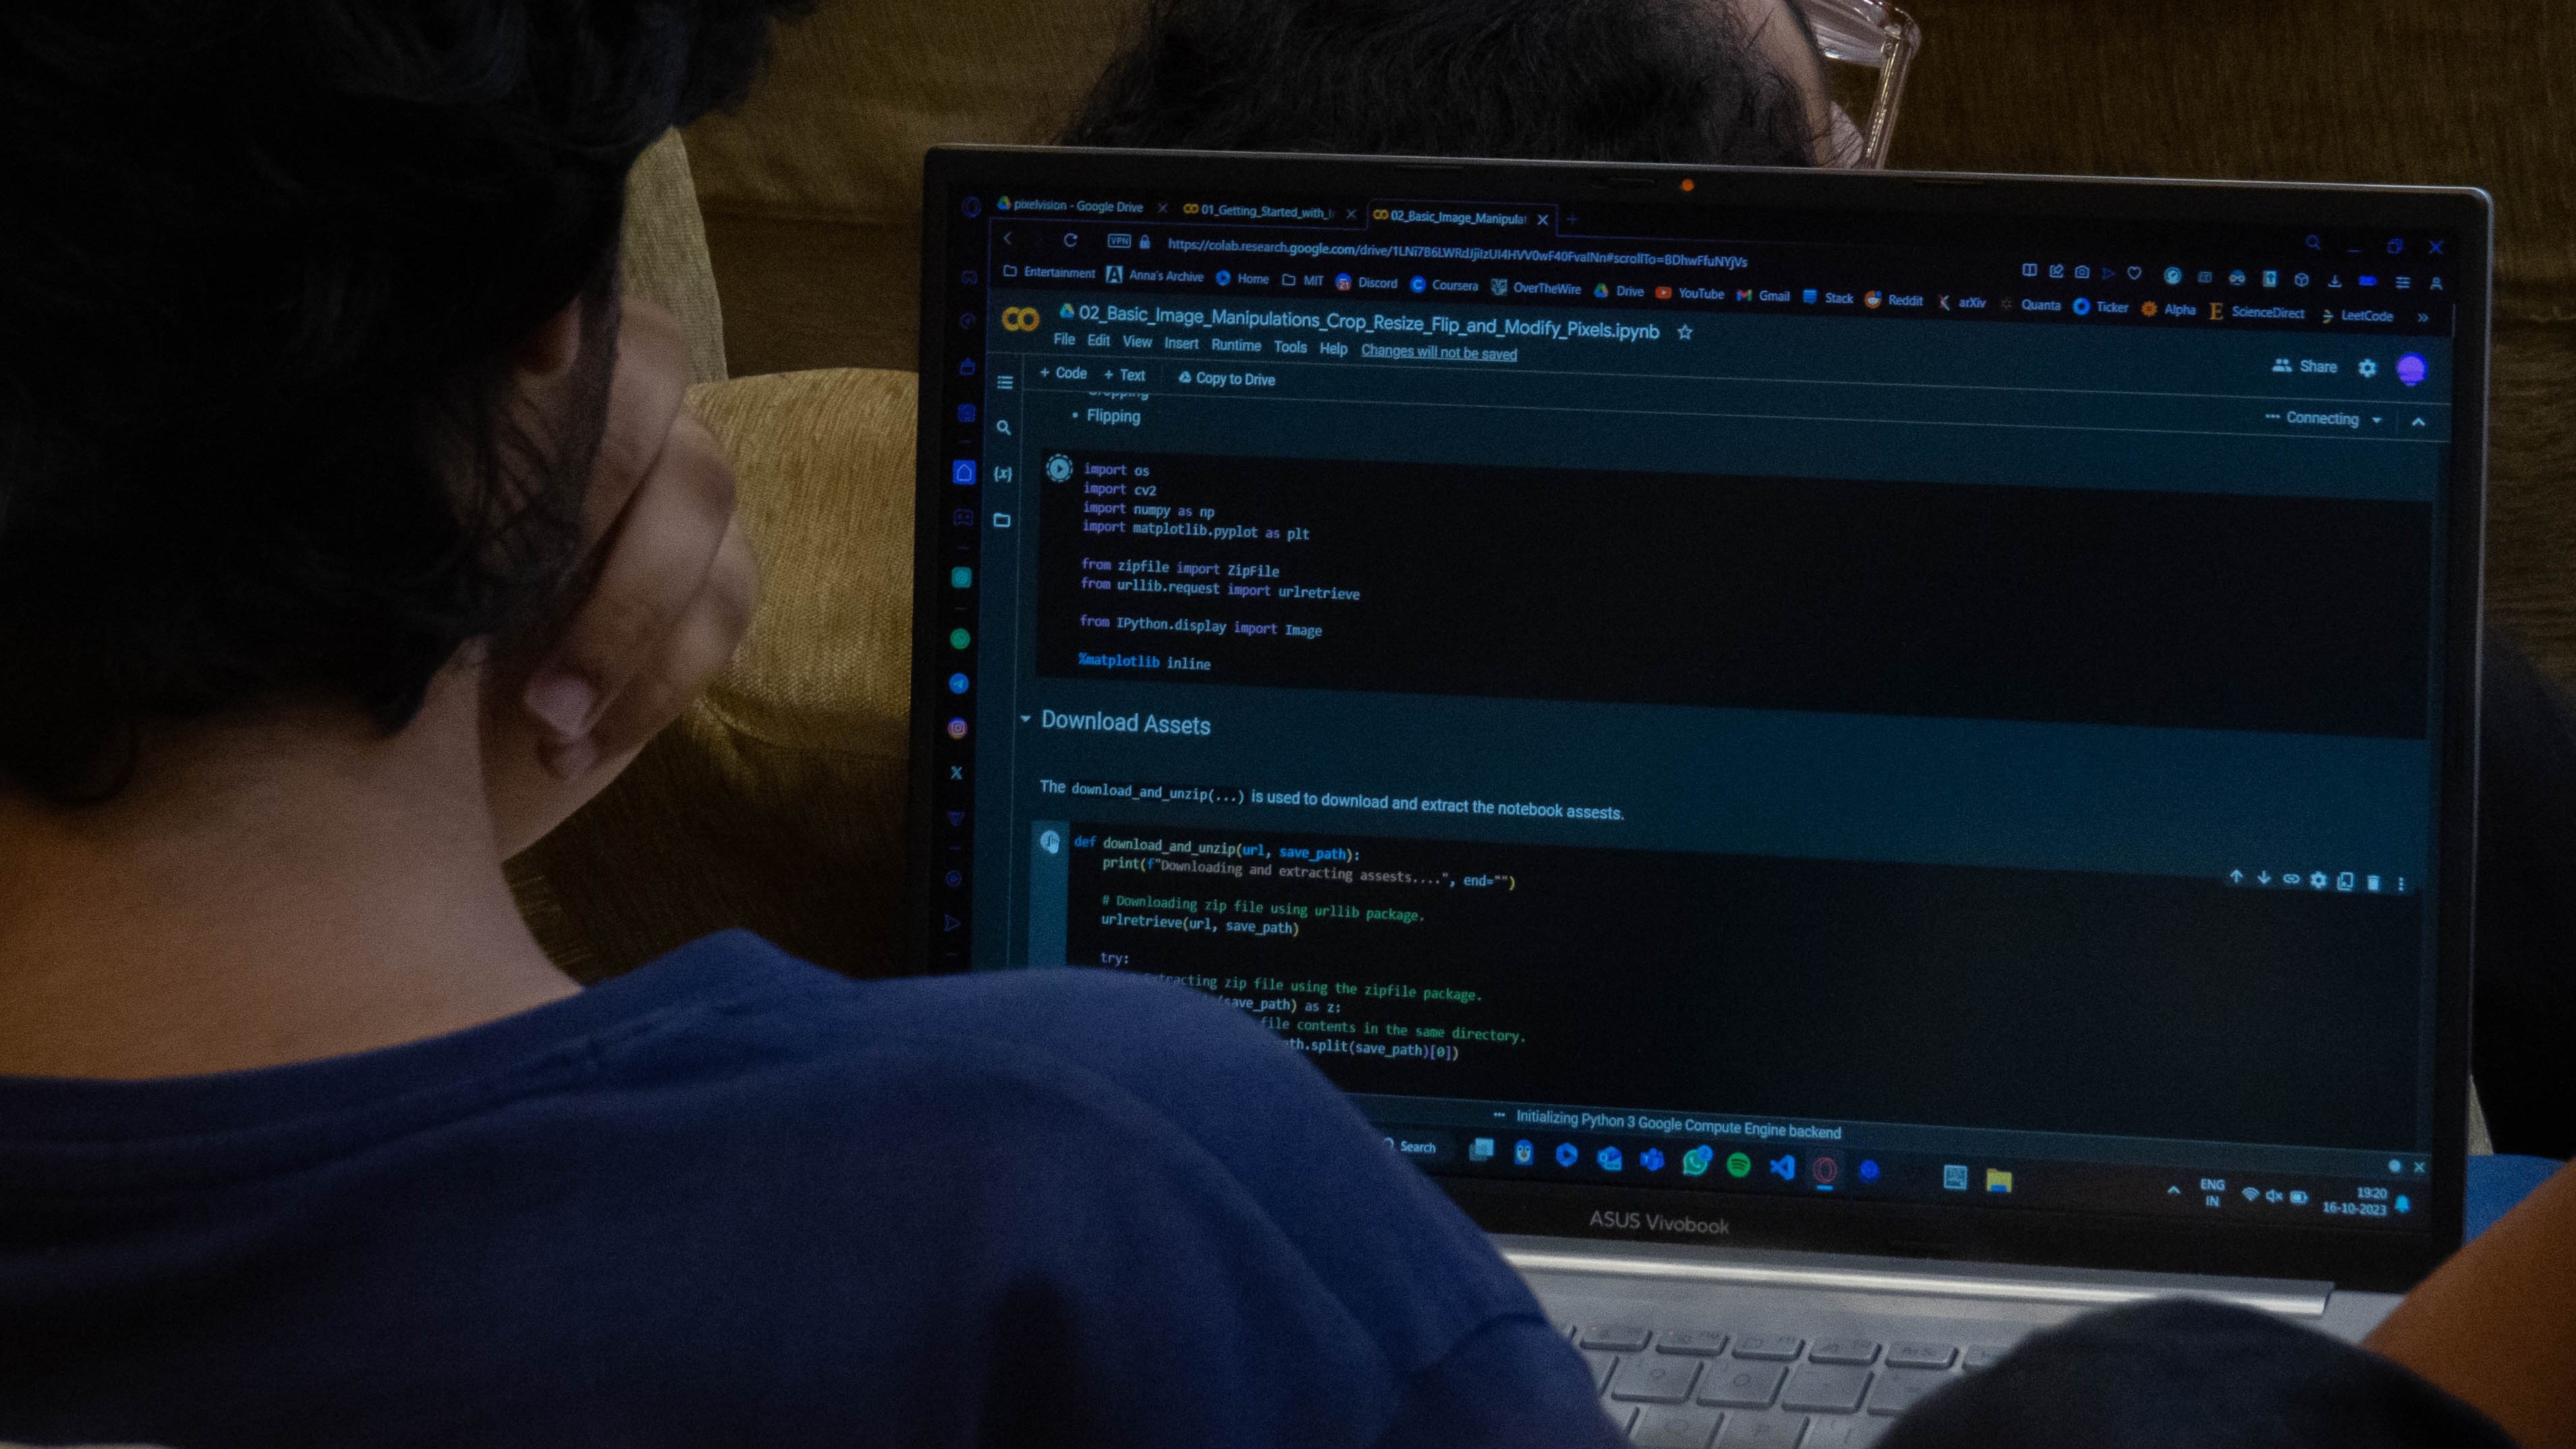 pixelvision - Google Drive 01_Getting_Started_with_I 02_Basic_Image_Manipulat
VPN https://colab.research.google.com/drive/1LNi7B6LWRdJjiIzUI4HVV0wF40FvaINn#scrollTo=BDhwFfuNYjVs
Entertainment Anna's Archive Home MIT Discord Coursera OverTheWire Drive YouTube Gmail Stack Reddit arXiv Quanta Ticker Alpha ScienceDirect LeetCode »
CO 02_Basic_Image_Manipulations_Crop_Resize_Flip_and_Modify_Pixels.ipynb
File Edit View Insert Runtime Tools Help Changes will not be saved
Share
+ Code + Text Copy to Drive
Connecting
Cropping
• Flipping
{x}
import os
import cv2
import numpy as np
import matplotlib.pyplot as plt
from zipfile import ZipFile
from urllib.request import urlretrieve
from IPython.display import Image
%matplotlib inline
Download Assets
The download_and_unzip(...) is used to download and extract the notebook assests.
def download_and_unzip(url, save_path):
print(f"Downloading and extracting assests....", end="")
# Downloading zip file using urllib package.
urlretrieve(url, save_path)
try:
zip file using the zipfile package.
save_path) as z:
file contents in the same directory.
.split(save_path)[0])
Initializing Python 3 Google Compute Engine backend
Search
ENG
IN
19:20
16-10-2023
ASUS Vivobook